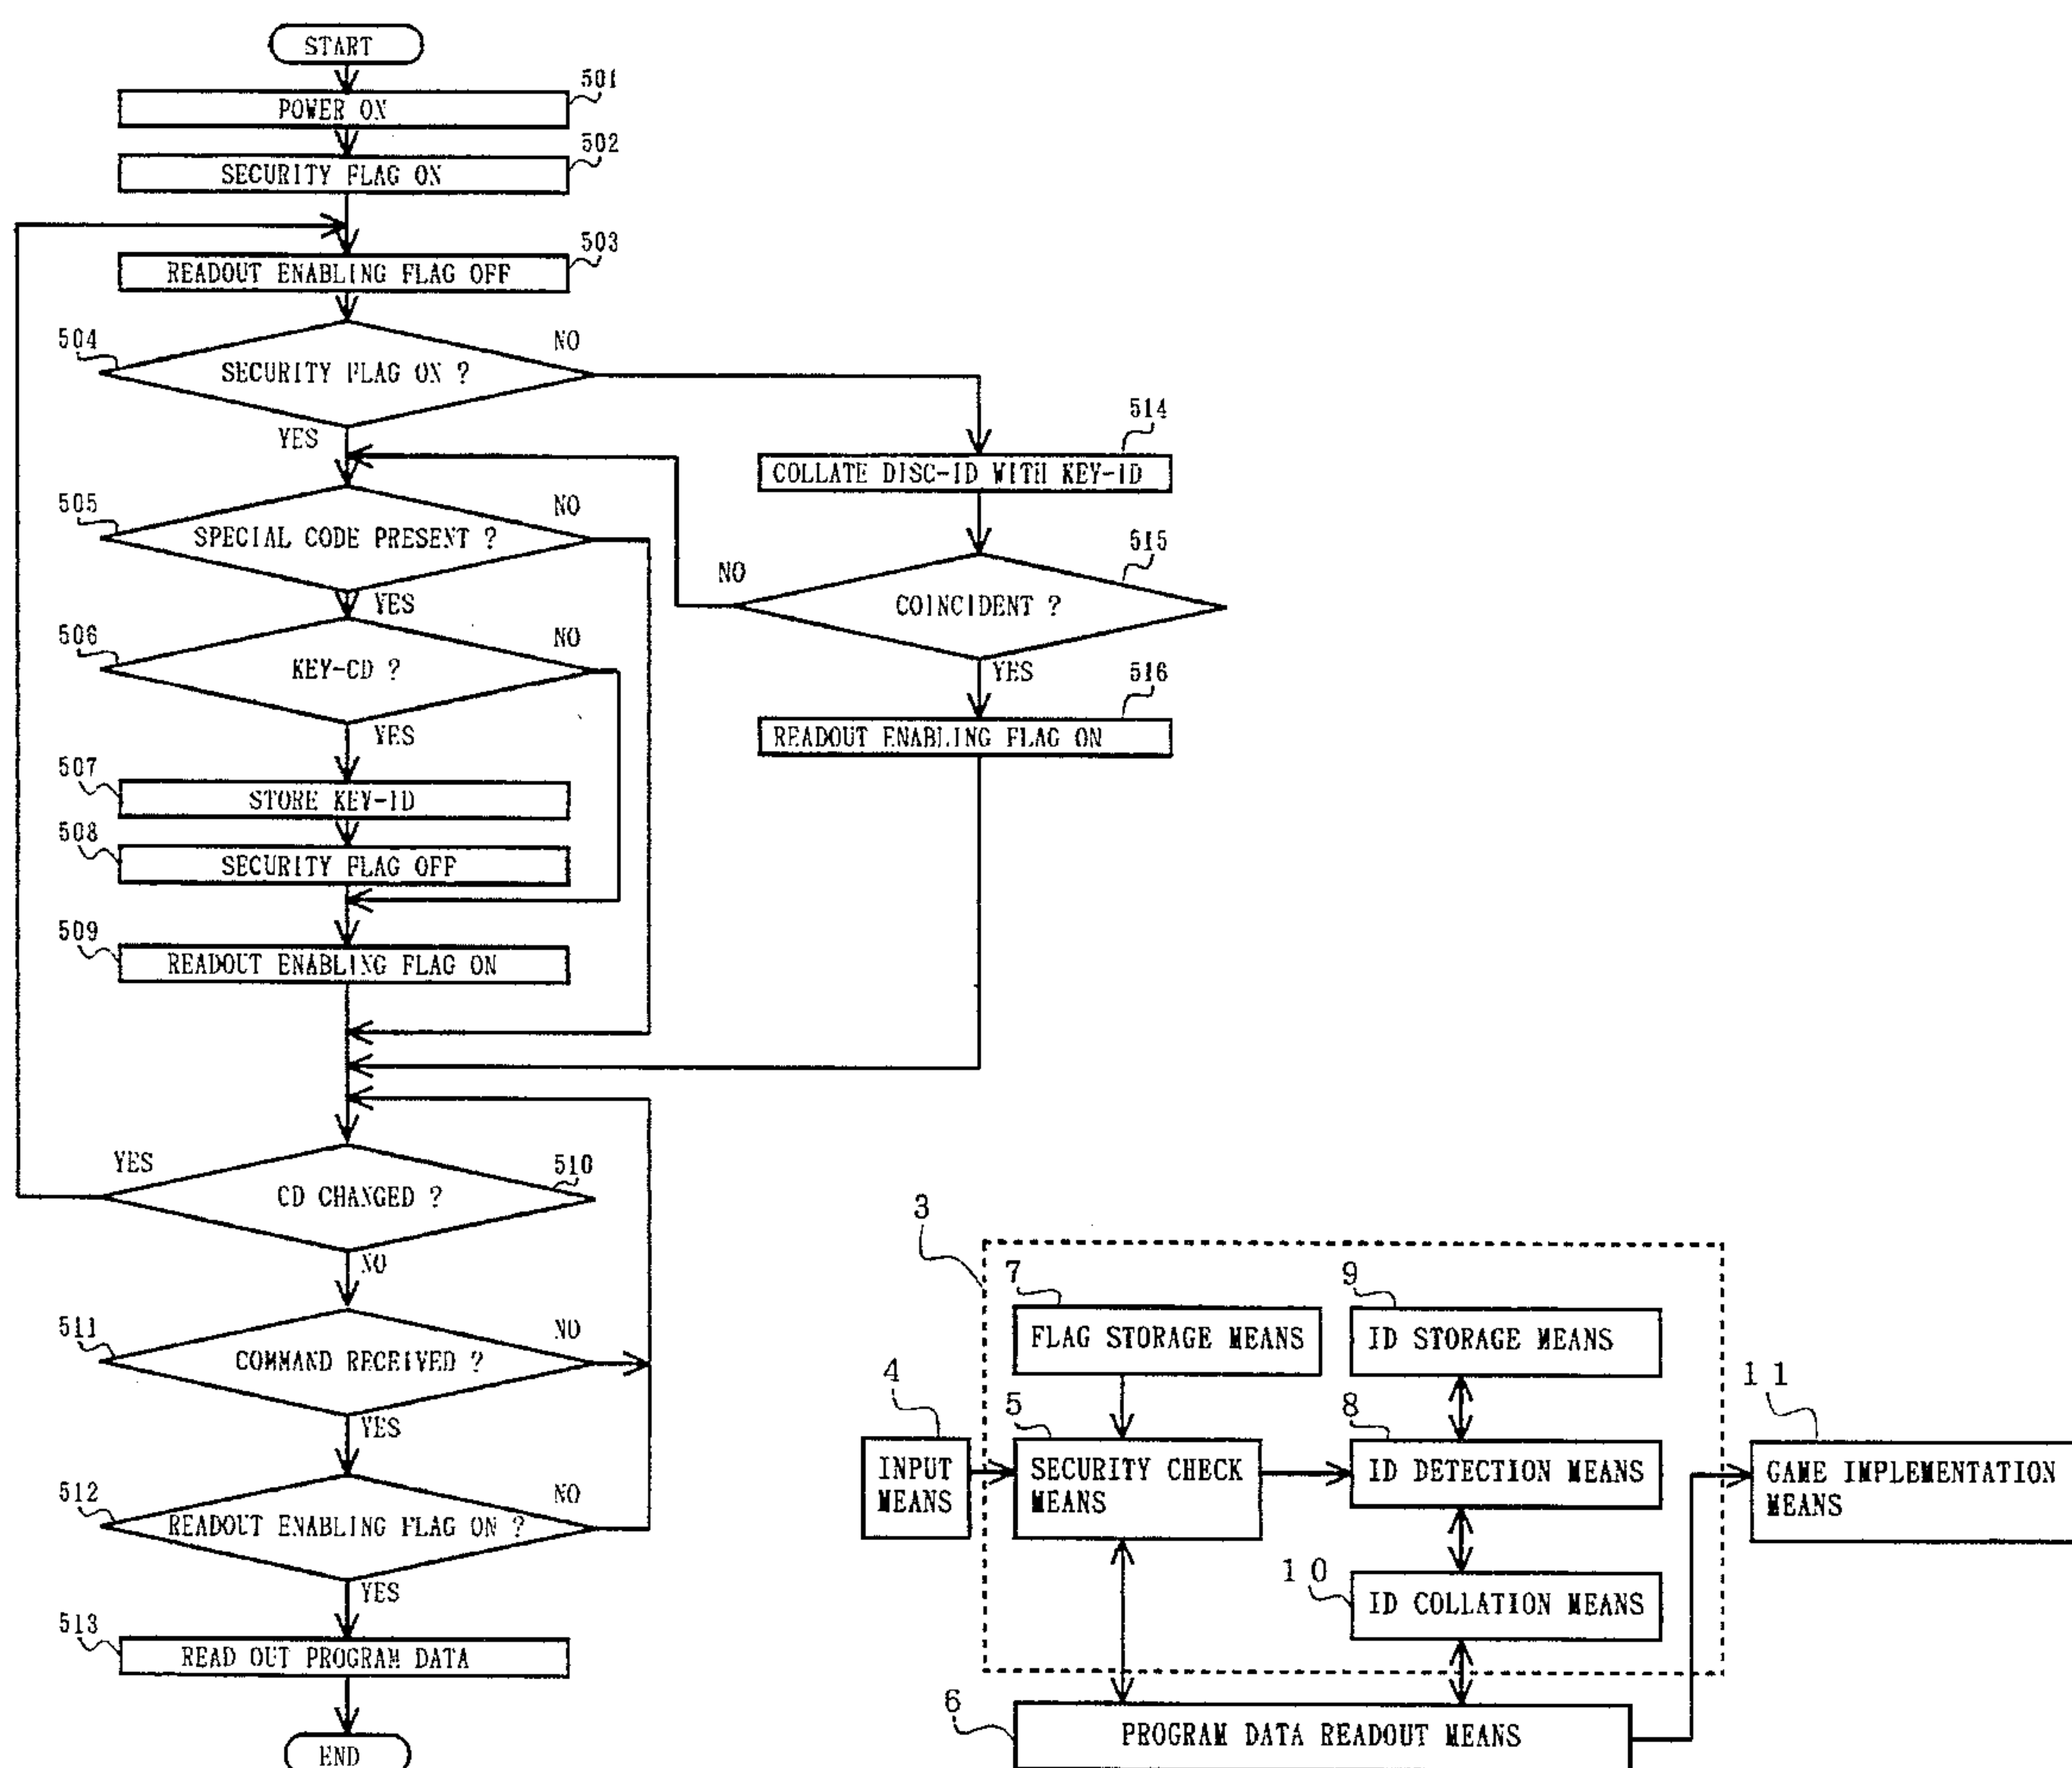 START
501
POWER ON
502
SECURITY FLAG ON
503
READOUT ENABLING FLAG OFF
504
SECURITY FLAG ON ?
NO
YES
505
SPECIAL CODE PRESENT ?
NO
YES
506
KEY-CD ?
NO
YES
507
STORE KEY-ID
508
SECURITY FLAG OFF
509
READOUT ENABLING FLAG ON
514
COLLATE DISC-ID WITH KEY-ID
515
COINCIDENT ?
NO
YES
516
READOUT ENABLING FLAG ON
510
CD CHANGED ?
YES
NO
511
COMMAND RECEIVED ?
NO
YES
512
READOUT ENABLING FLAG ON ?
NO
YES
513
READ OUT PROGRAM DATA
END
3
7
FLAG STORAGE MEANS
9
ID STORAGE MEANS
4
INPUT
MEANS
5
SECURITY CHECK
MEANS
8
ID DETECTION MEANS
11
GAME IMPLEMENTATION
MEANS
10
ID COLLATION MEANS
6
PROGRAM DATA READOUT MEANS